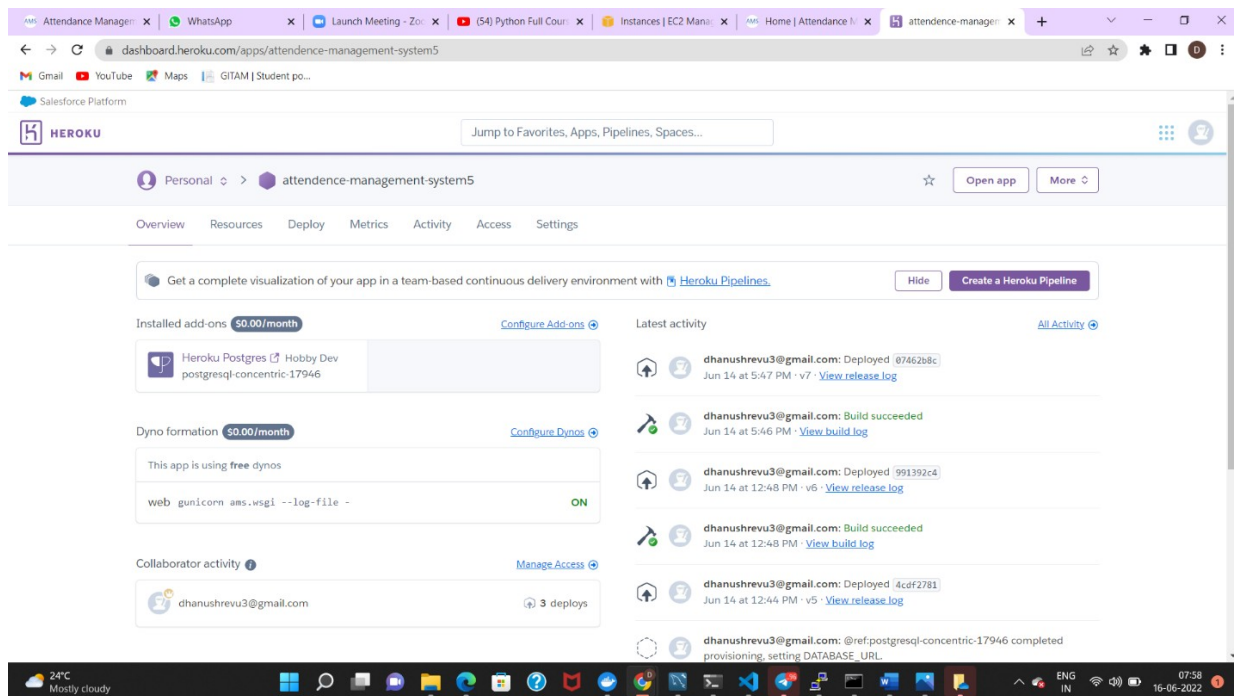 Attendance Managem
WhatsApp
Launch Meeting - Zoo
(54) Python Full Cours
Instances | EC2 Manag
Home | Attendance M
attendence-managem
dashboard.heroku.com/apps/attendence-management-system5
D
Gmail
YouTube
Maps
GITAM | Student po...
Salesforce Platform
HEROKU
Jump to Favorites, Apps, Pipelines, Spaces...
Personal > attendence-management-system5
Open app
More
Overview
Resources
Deploy
Metrics
Activity
Access
Settings
Get a complete visualization of your app in a team-based continuous delivery environment with Heroku Pipelines.
Hide
Create a Heroku Pipeline
Installed add-ons $0.00/month
Configure Add-ons
Heroku Postgres Hobby Dev
postgresql-concentric-17946
Dyno formation $0.00/month
Configure Dynos
This app is using free dynos
web gunicorn ams.wsgi --log-file -
ON
Collaborator activity
Manage Access
dhanushrevu3@gmail.com
3 deploys
Latest activity
All Activity
dhanushrevu3@gmail.com: Deployed 07462b8c
Jun 14 at 5:47 PM · v7 · View release log
dhanushrevu3@gmail.com: Build succeeded
Jun 14 at 5:46 PM · View build log
dhanushrevu3@gmail.com: Deployed 991392c4
Jun 14 at 12:48 PM · v6 · View release log
dhanushrevu3@gmail.com: Build succeeded
Jun 14 at 12:48 PM · View build log
dhanushrevu3@gmail.com: Deployed 4cdf2781
Jun 14 at 12:44 PM · v5 · View release log
dhanushrevu3@gmail.com: @ref:postgresql-concentric-17946 completed
provisioning, setting DATABASE_URL.
24°C
Mostly cloudy
ENG
IN
07:58
16-06-2022
1